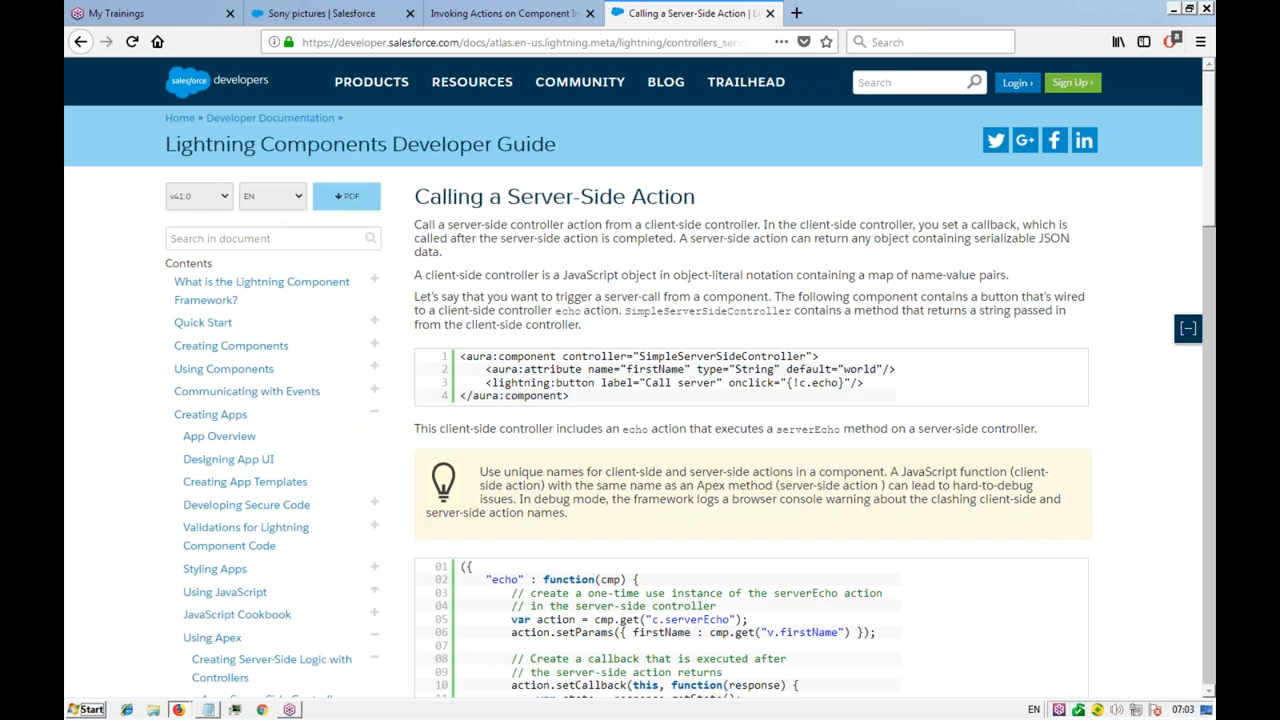 My Trainings
Sony pictures | Salesforce
Invoking Actions on Component In
Calling a Server-Side Action | Li
https://developer.salesforce.com/docs/atlas.en-us.lightning.meta/lightning/controllers_serv
Search
8
salesforce developers
PRODUCTS
RESOURCES
COMMUNITY
BLOG
TRAILHEAD
Search
Login ›
Sign Up ›
Home » Developer Documentation »
Lightning Components Developer Guide
v41.0
EN
PDF
Search in document
Contents
What is the Lightning Component
Framework?
Quick Start
Creating Components
Using Components
Communicating with Events
Creating Apps
App Overview
Designing App UI
Creating App Templates
Developing Secure Code
Validations for Lightning
Component Code
Styling Apps
Using JavaScript
JavaScript Cookbook
Using Apex
Creating Server-Side Logic with
Controllers
Calling a Server-Side Action
Call a server-side controller action from a client-side controller. In the client-side controller, you set a callback, which is
called after the server-side action is completed. A server-side action can return any object containing serializable JSON
data.
A client-side controller is a JavaScript object in object-literal notation containing a map of name-value pairs.
Let's say that you want to trigger a server-call from a component. The following component contains a button that's wired
to a client-side controller echo action. SimpleServerSideController contains a method that returns a string passed in
from the client-side controller.
1 <aura:component controller="SimpleServerSideController">
2 <aura:attribute name="firstName" type="String" default="world"/>
3 <lightning:button label="Call server" onclick="{!c.echo}"/>
4 </aura:component>
This client-side controller includes an echo action that executes a serverEcho method on a server-side controller.
Use unique names for client-side and server-side actions in a component. A JavaScript function (client-
side action) with the same name as an Apex method (server-side action ) can lead to hard-to-debug
issues. In debug mode, the framework logs a browser console warning about the clashing client-side and
server-side action names.
01 ({
02 "echo" : function(cmp) {
03 // create a one-time use instance of the serverEcho action
04 // in the server-side controller
05 var action = cmp.get("c.serverEcho");
06 action.setParams({ firstName : cmp.get("v.firstName") });
07
08 // Create a callback that is executed after
09 // the server-side action returns
10 action.setCallback(this, function(response) {
[-]
Start
EN
07:03